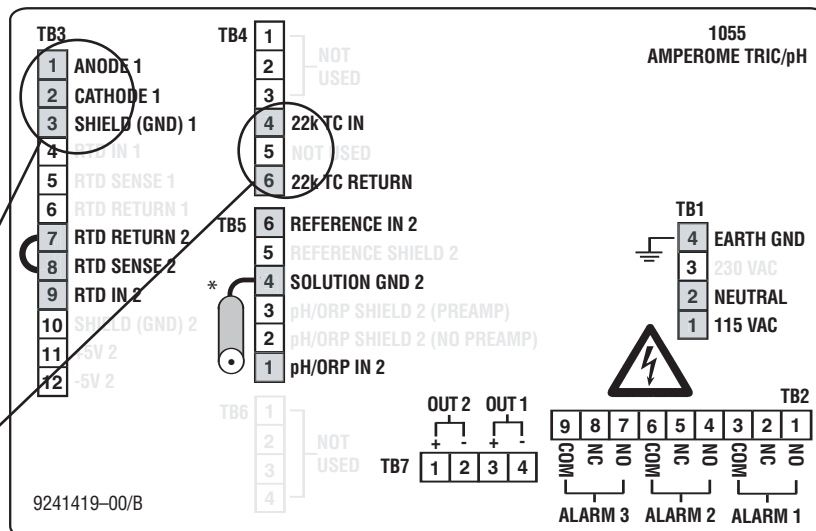 1055
AMPEROME TRIC/pH
TB3
1 ANODE 1
2 CATHODE 1
3 SHIELD (GND) 1
4 RTD IN 1
5 RTD SENSE 1
6 RTD RETURN 1
7 RTD RETURN 2
8 RTD SENSE 2
9 RTD IN 2
10 SHIELD (GND) 2
11 +5V 2
12 -5V 2
TB4
1
2
3
NOT
USED
4 22k TC IN
5 NOT USED
6 22k TC RETURN
TB5
6 REFERENCE IN 2
5 REFERENCE SHIELD 2
4 SOLUTION GND 2
3 pH/ORP SHIELD 2 (PREAMP)
2 pH/ORP SHIELD 2 (NO PREAMP)
1 pH/ORP IN 2
*
TB6
1
2
3
4
NOT
USED
TB1
4 EARTH GND
3 230 VAC
2 NEUTRAL
1 115 VAC
OUT 2 OUT 1
+ - + -
TB7 1 2 3 4
TB2
9 8 7 6 5 4 3 2 1
COM NC NO COM NC NO COM NC NO
ALARM 3 ALARM 2 ALARM 1
9241419–00/B